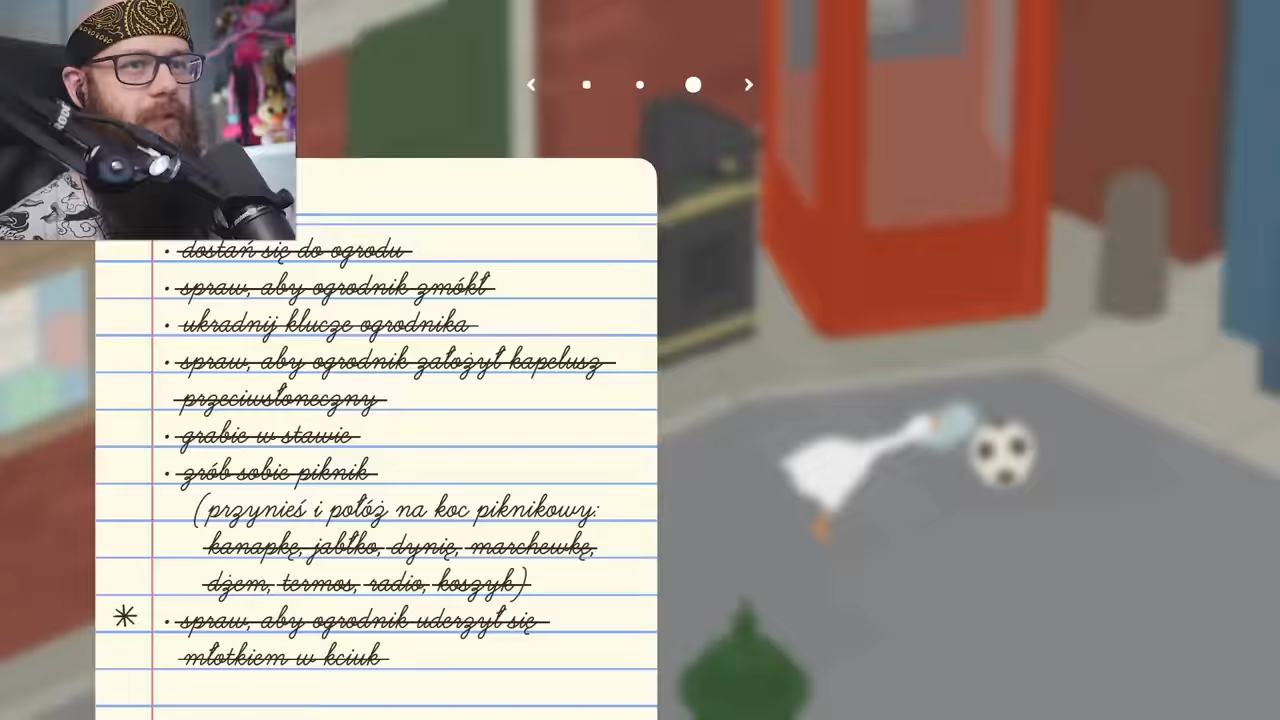 • dostań się do ogrodu
• spraw, aby ogrodnik zmókł
• ukradnij klucze ogrodnika
• spraw, aby ogrodnik założył kapelusz
przeciwsłoneczny
• grabie w stawie
• zrób sobie piknik
(przynieś i połóż na koc piknikowy:
kanapkę, jabłko, dynię, marchewkę,
dżem, termos, radio, koszyk)
• spraw, aby ogrodnik uderzył się
młotkiem w kciuk